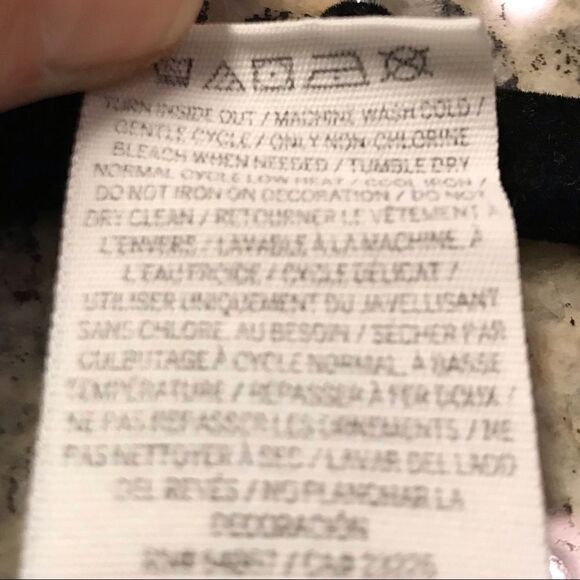 TURN INSIDE OUT / MACHINE WASH COLD /
GENTLE CYCLE / ONLY NON-CHLORINE
BLEACH WHEN NEEDED / TUMBLE DRY
NORMAL CYCLE LOW HEAT / COOL IRON /
DO NOT IRON ON DECORATION / DO NOT
DRY CLEAN / RETOURNER LE VÊTEMENT À
L'ENVERS / LAVABLE À LA MACHINE, À
L'EAU FROIDE / CYCLE DÉLICAT /
UTILISER UNIQUEMENT DU JAVELLISANT
SANS CHLORE, AU BESOIN / SÉCHER PAR
CULBUTAGE À CYCLE NORMAL, À BASSE
TEMPÉRATURE / REPASSER À FER DOUX /
NE PAS REPASSER LES ORNEMENTS / NE
PAS NETTOYER À SEC / LAVAR DEL LADO
DEL REVÉS / NO PLANCHAR LA
DECORACIÓN
RN# / CA#